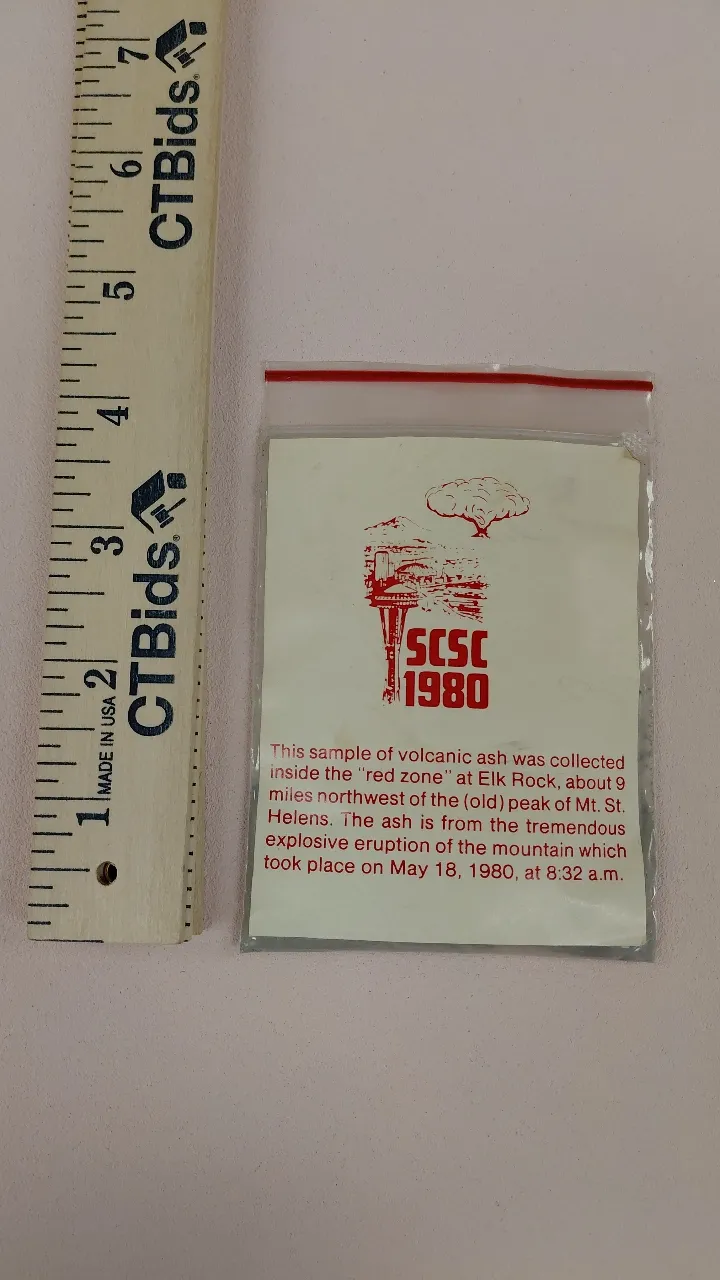 7
CTBids®
6
5
4
CTBids®
3
2
MADE IN USA
1
SCSC
1980
This sample of volcanic ash was collected
inside the "red zone" at Elk Rock, about 9
miles northwest of the (old) peak of Mt. St.
Helens. The ash is from the tremendous
explosive eruption of the mountain which
took place on May 18, 1980, at 8:32 a.m.